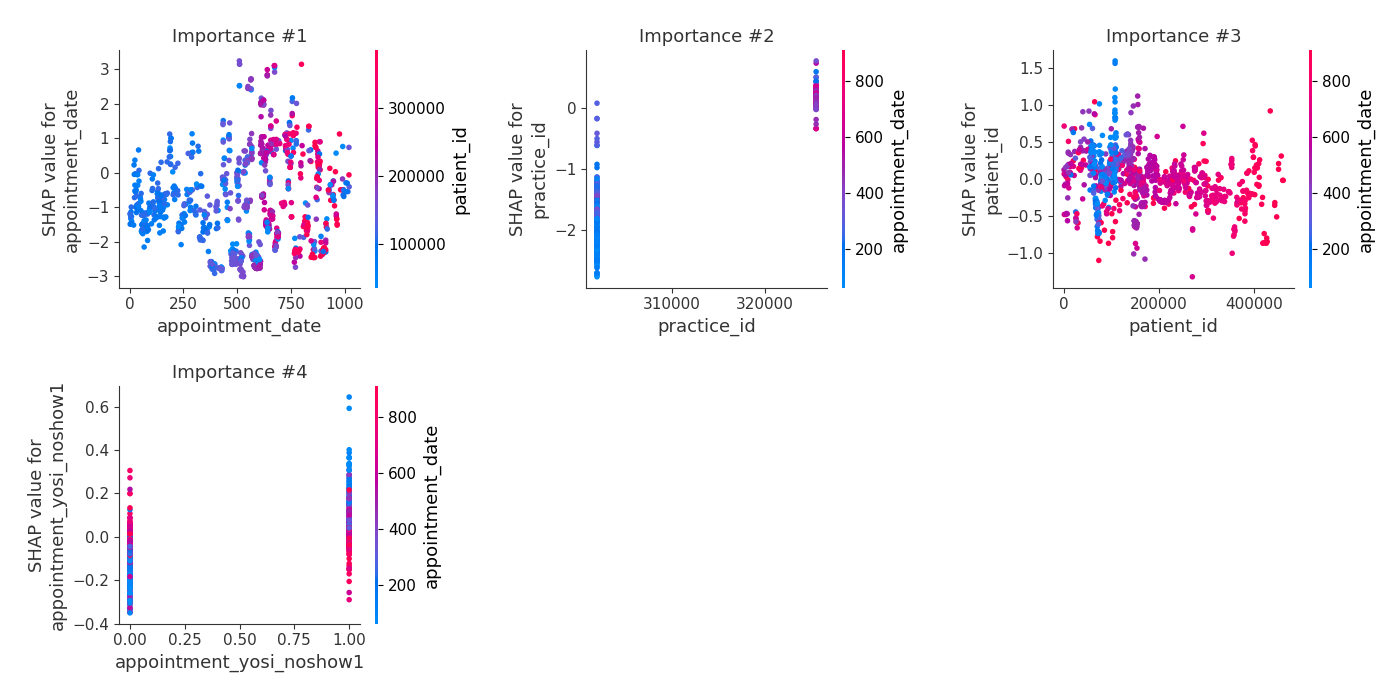 Importance #1
SHAP value for
appointment_date
3
2
1
0
−1
−2
−3
0
250
500
750
1000
appointment_date
300000
200000
100000
patient_id
Importance #2
SHAP value for
practice_id
0
−1
−2
310000
320000
practice_id
800
600
400
200
appointment_date
Importance #3
SHAP value for
patient_id
1.5
1.0
0.5
0.0
−0.5
−1.0
0
200000
400000
patient_id
800
600
400
200
appointment_date
Importance #4
SHAP value for
appointment_yosi_noshow1
0.6
0.4
0.2
0.0
−0.2
−0.4
0.00
0.25
0.50
0.75
1.00
appointment_yosi_noshow1
800
600
400
200
appointment_date